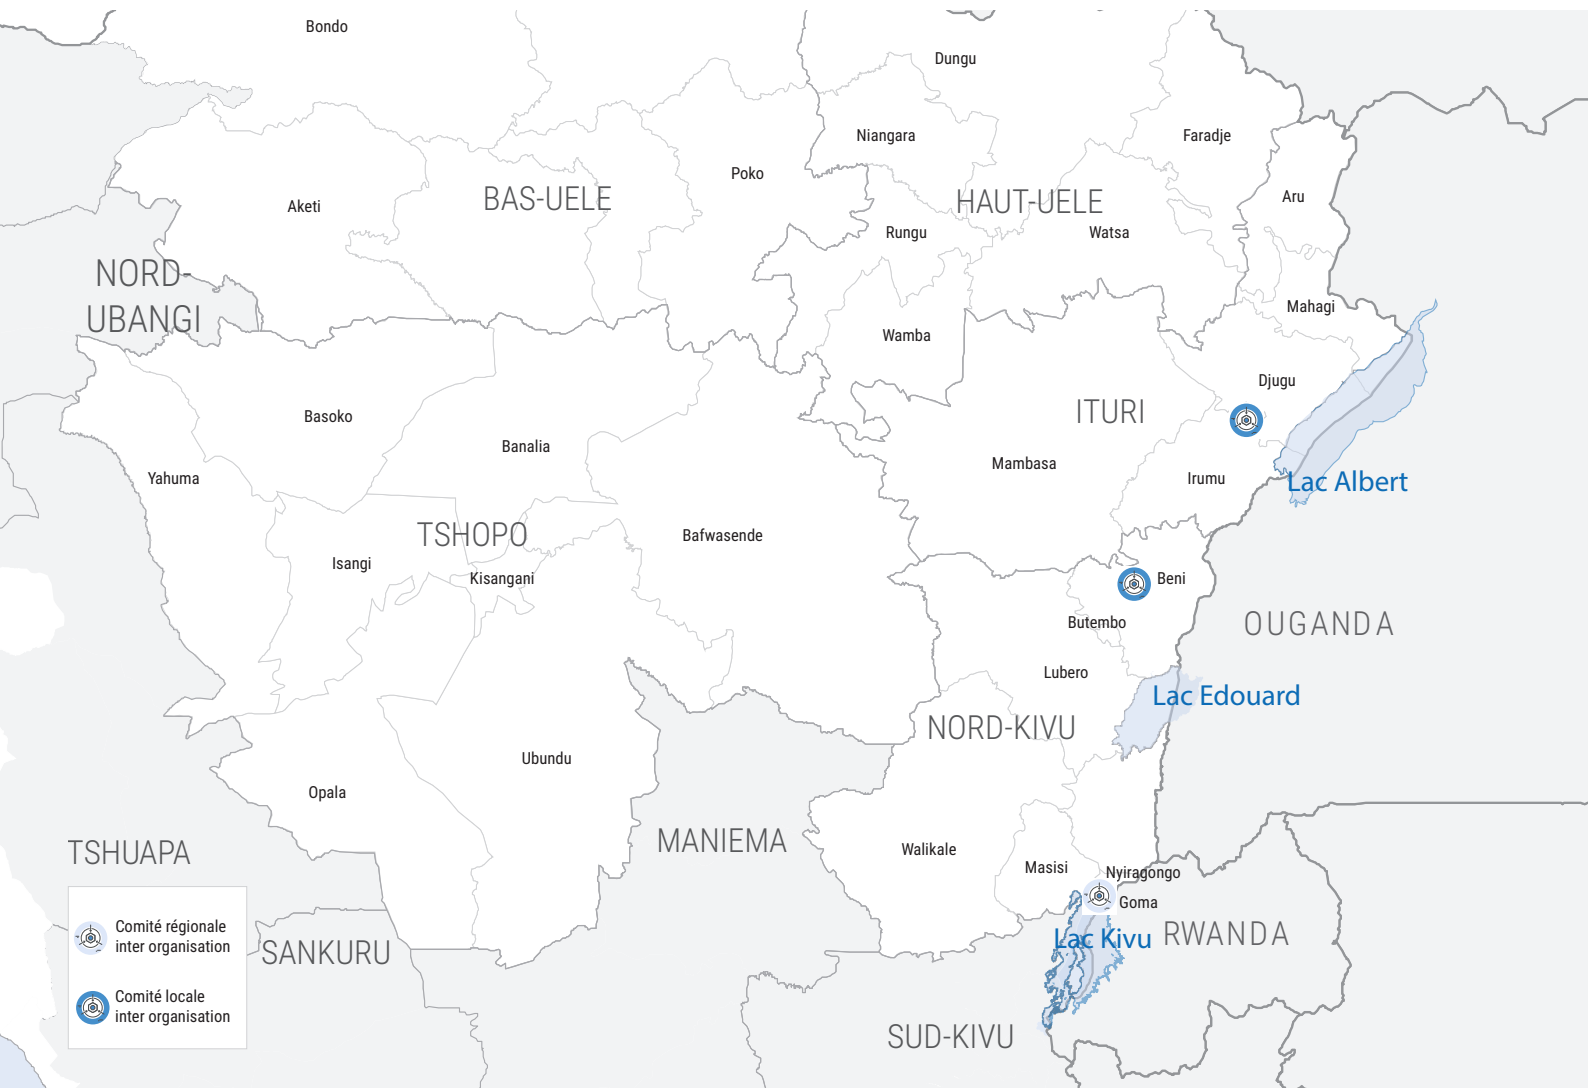 Bondo
Dungu
Niangara
Faradje
Poko
Aketi
BAS-UELE
HAUT-UELE
Aru
Rungu
Watsa
NORD-
UBANGI
Mahagi
Wamba
Djugu
Basoko
ITURI
Banalia
Mambasa
Yahuma
Irumu
Lac Albert
TSHOPO
Bafwasende
Isangi
Kisangani
Beni
Butembo
OUGANDA
Lubero
Lac Edouard
NORD-KIVU
Ubundu
Opala
MANIEMA
Walikale
TSHUAPA
Masisi
Nyiragongo
Goma
Lac Kivu
RWANDA
SANKURU
SUD-KIVU
Comité régionale
inter organisation
Comité locale
inter organisation